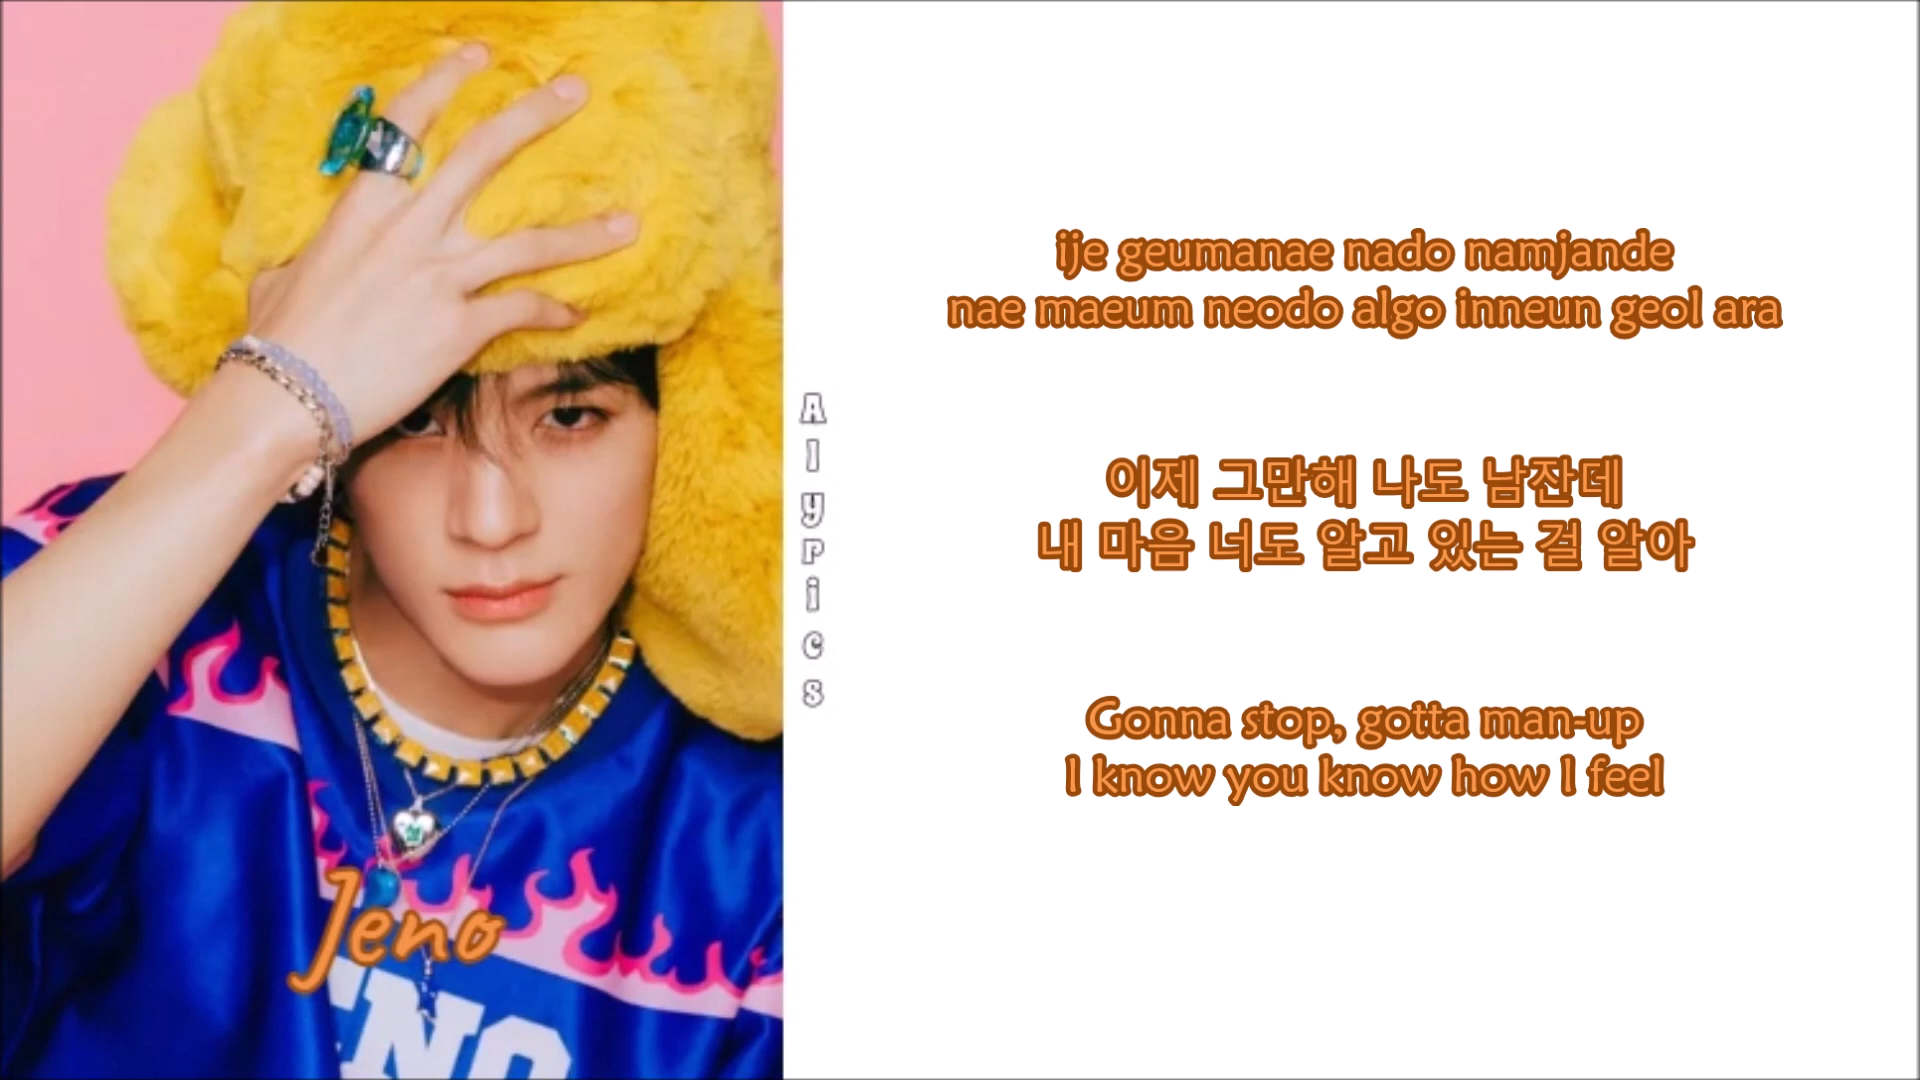 ije geumanae nado namjande
nae maeum neodo algo inneun geol ara
Alypics
이제 그만해 나도 남잔데
내 마음 너도 알고 있는 걸 알아
Gonna stop, gotta man-up
I know you know how I feel
Jeno
ENO